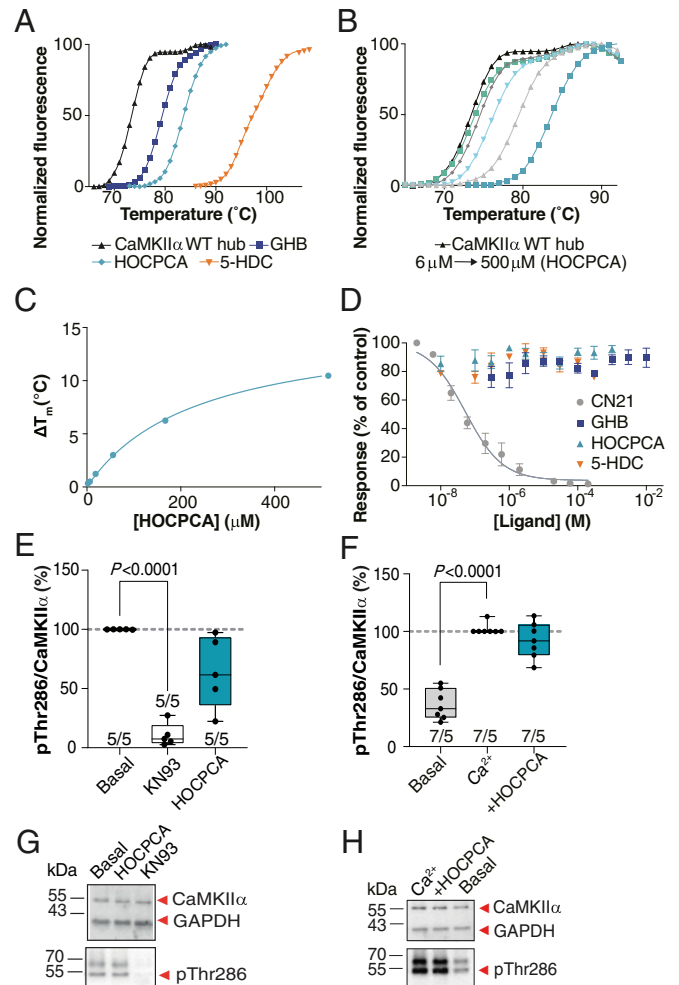 A
Normalized fluorescence
100
50
0
70
80
90
100
Temperature (˚C)
CaMKIIα WT hub
GHB
HOCPCA
5-HDC
B
Normalized fluorescence
100
50
0
70
80
90
Temperature (˚C)
CaMKIIα WT hub
6 μM 500 μM (HOCPCA)
C
ΔTm(°C)
15
10
5
0
0
200
400
[HOCPCA] (μM)
D
Response (% of control)
100
80
60
40
20
0
10-8
10-6
10-4
10-2
[Ligand] (M)
CN21
GHB
HOCPCA
5-HDC
E
pThr286/CaMKIIα (%)
150
100
50
0
P<0.0001
5/5
5/5
5/5
Basal
KN93
HOCPCA
F
pThr286/CaMKIIα (%)
150
100
50
0
P<0.0001
7/5
7/5
7/5
Basal
Ca2+
+HOCPCA
G
kDa
Basal
HOCPCA
KN93
55
43
CaMKIIα
GAPDH
70
55
pThr286
H
kDa
Ca2+
+HOCPCA
Basal
55
43
CaMKIIα
GAPDH
70
55
pThr286